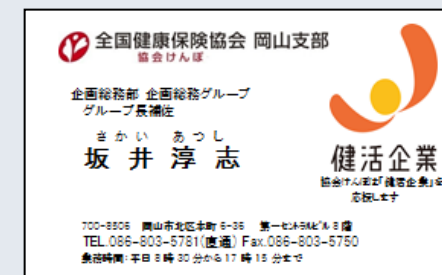 全国健康保険協会 岡山支部
協会けんぽ
企画総務部 企画総務グループ
グループ長補佐
さかい あつし
坂井淳志
健活企業
協会けんぽは「健活企業」を
応援します
700-8506 岡山市北区本町 6-36 第一セントラルビル 8 階
TEL.086-803-5781(直通) Fax.086-803-5750
業務時間:平日 8 時 30 分から 17 時 15 分まで